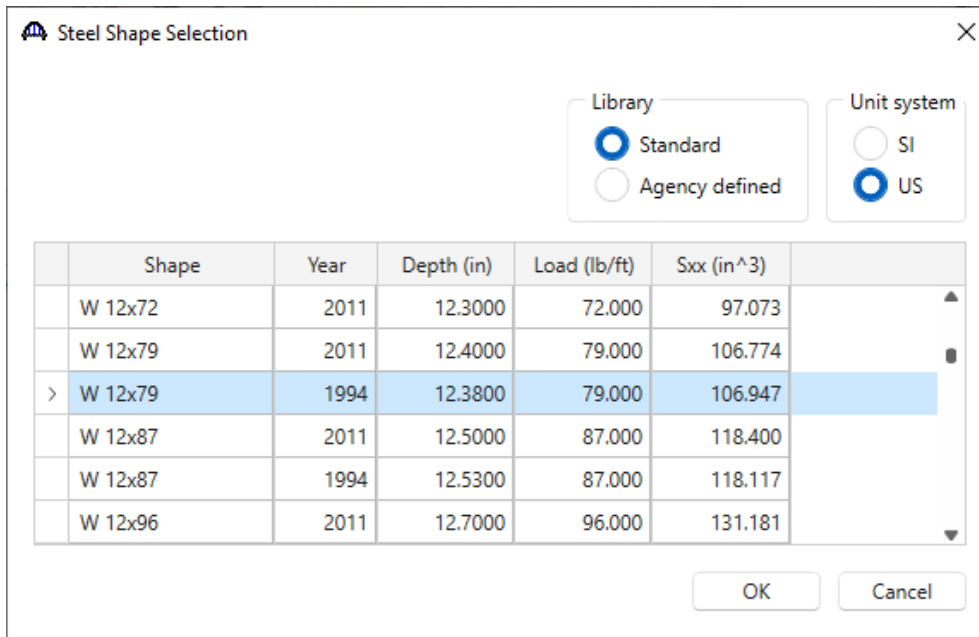 Steel Shape Selection
Library Unit system
Standard SI
Agency defined US
Shape Year Depth (in) Load (lb/ft) Sxx (in^3)
W 12x72 2011 12.3000 72.000 97.073
W 12x79 2011 12.4000 79.000 106.774
W 12x79 1994 12.3800 79.000 106.947
W 12x87 2011 12.5000 87.000 118.400
W 12x87 1994 12.5300 87.000 118.117
W 12x96 2011 12.7000 96.000 131.181
OK Cancel